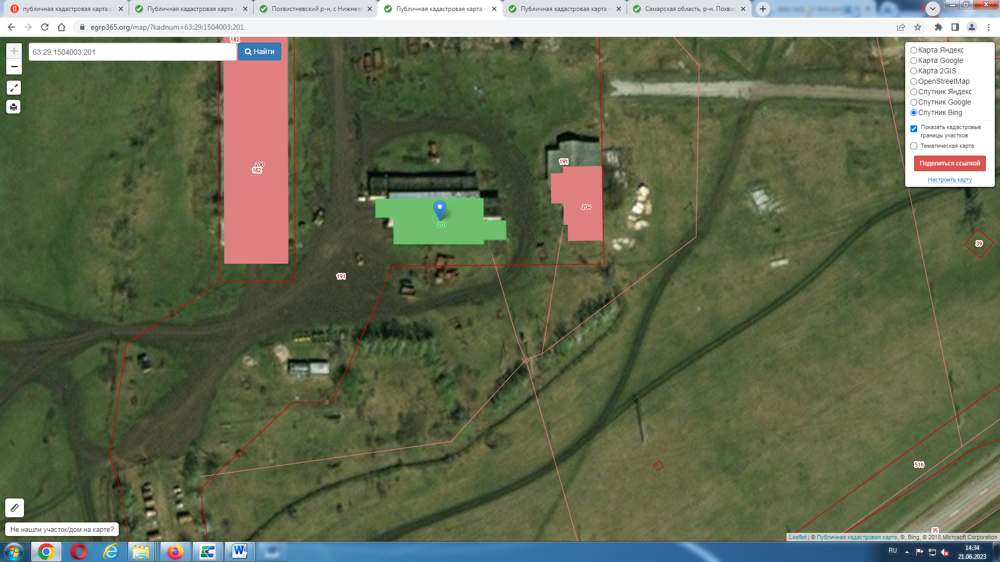 публичная кадастровая карта са
Публичная кадастровая карта -
Похвистневский р-н, с Нижнеая
Публичная кадастровая карта -
Публичная кадастровая карта -
Самарская область, р-н. Похвис
egrp365.org/map/?kadnum=63:29:1504003:201
63:29:1504003:201
Найти
Карта Яндекс
Карта Google
Карта 2GIS
OpenStreetMap
Спутник Яндекс
Спутник Google
Спутник Bing
Показать кадастровые
границы участков
Тематическая карта
Поделиться ссылкой
Настроить карту
182
200
182
191
204
201
191
39
516
35
Не нашли участок/дом на карте?
Leaflet | © Публичная кадастровая карта, ©, Bing, © 2018 Microsoft Corporation
RU
14:34
21.06.2023